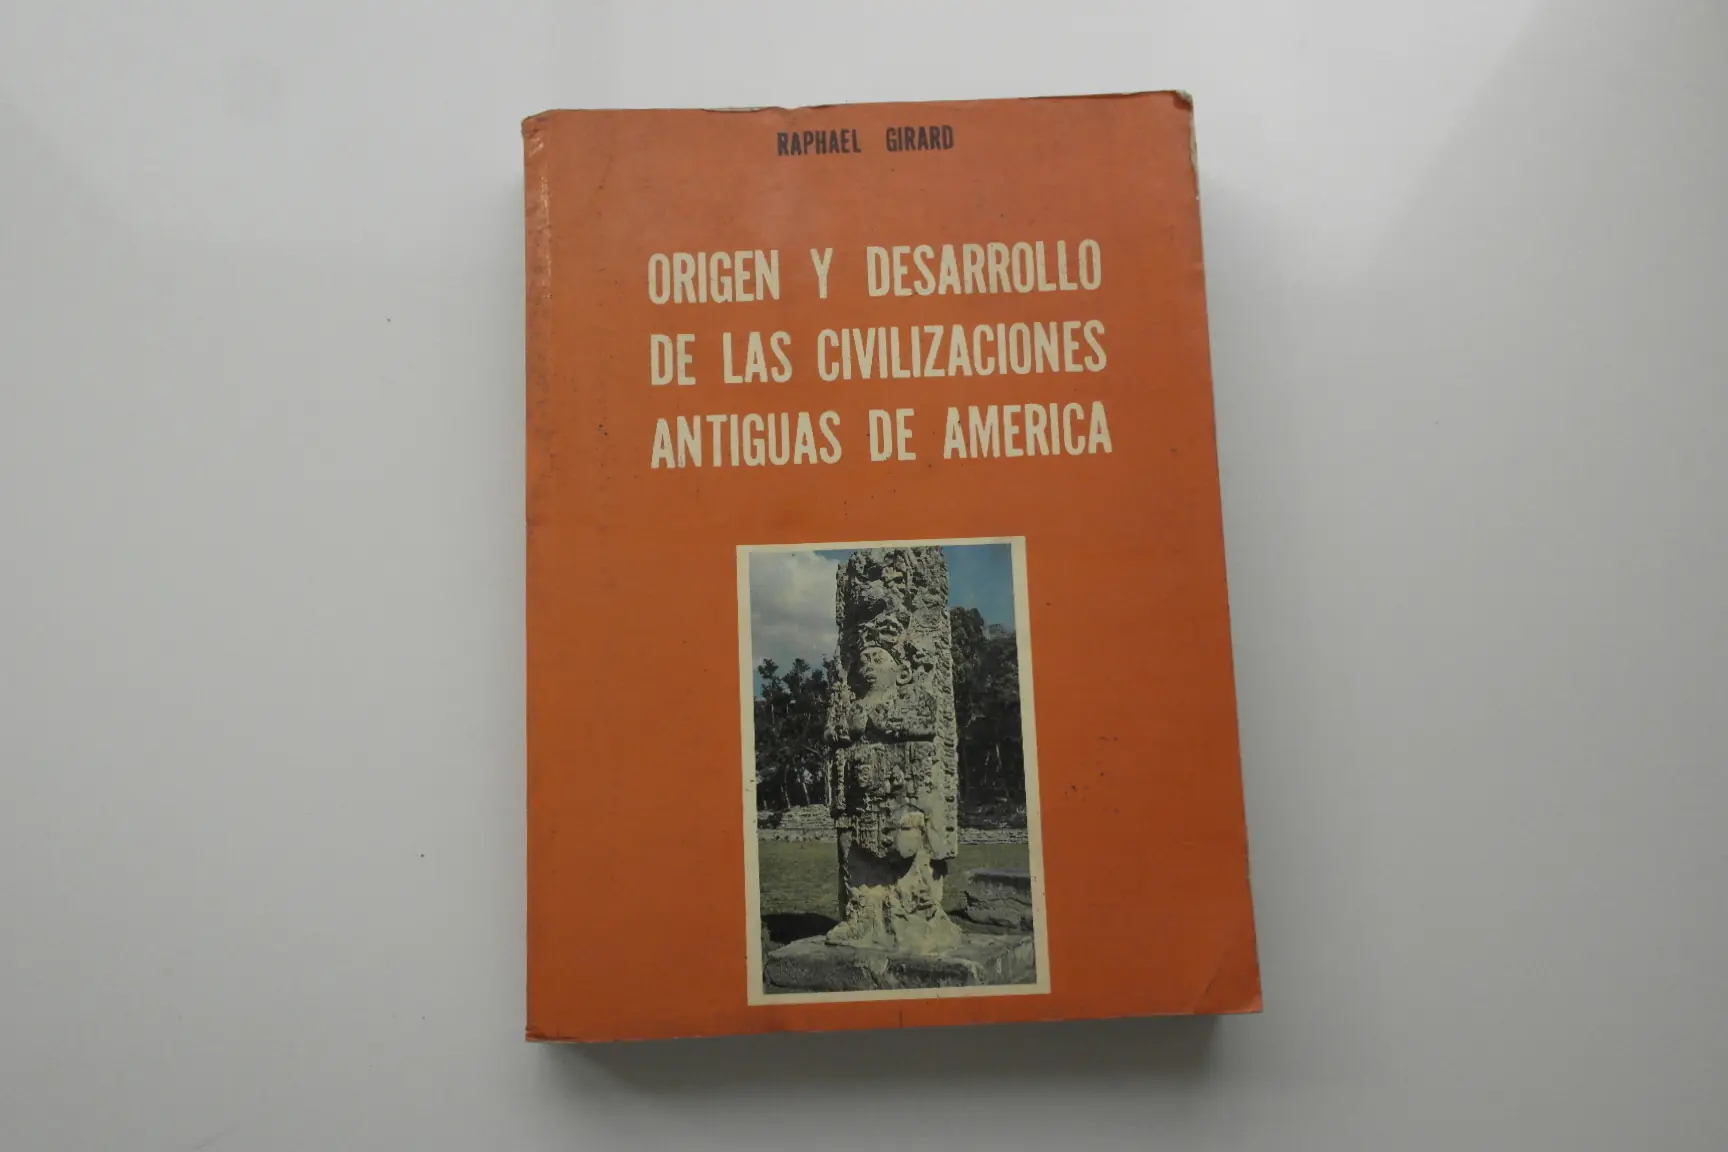 RAPHAEL GIRARD
ORIGEN Y DESARROLLO
DE LAS CIVILIZACIONES
ANTIGUAS DE AMERICA